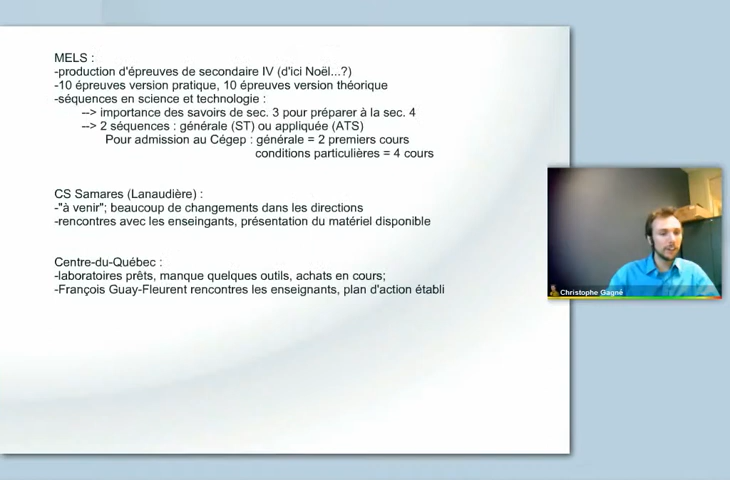 MELS :
-production d'épreuves de secondaire IV (d'ici Noël...?)
-10 épreuves version pratique, 10 épreuves version théorique
-séquences en science et technologie :
--> importance des savoirs de sec. 3 pour préparer à la sec. 4
--> 2 séquences : générale (ST) ou appliquée (ATS)
Pour admission au Cégep : générale = 2 premiers cours
conditions particulières = 4 cours
CS Samares (Lanaudière) :
-"à venir"; beaucoup de changements dans les directions
-rencontres avec les enseingants, présentation du matériel disponible
Centre-du-Québec :
-laboratoires prêts, manque quelques outils, achats en cours;
-François Guay-Fleurent rencontres les enseignants, plan d'action établi
Christophe Gagné